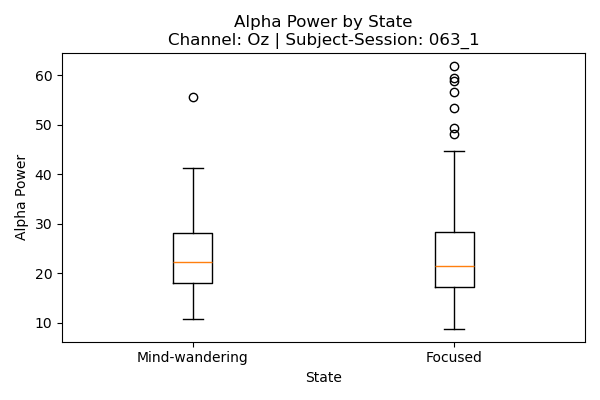 Alpha Power by State
Channel: Oz | Subject-Session: 063_1
60
50
40
30
20
10
Alpha Power
Mind-wandering
Focused
State